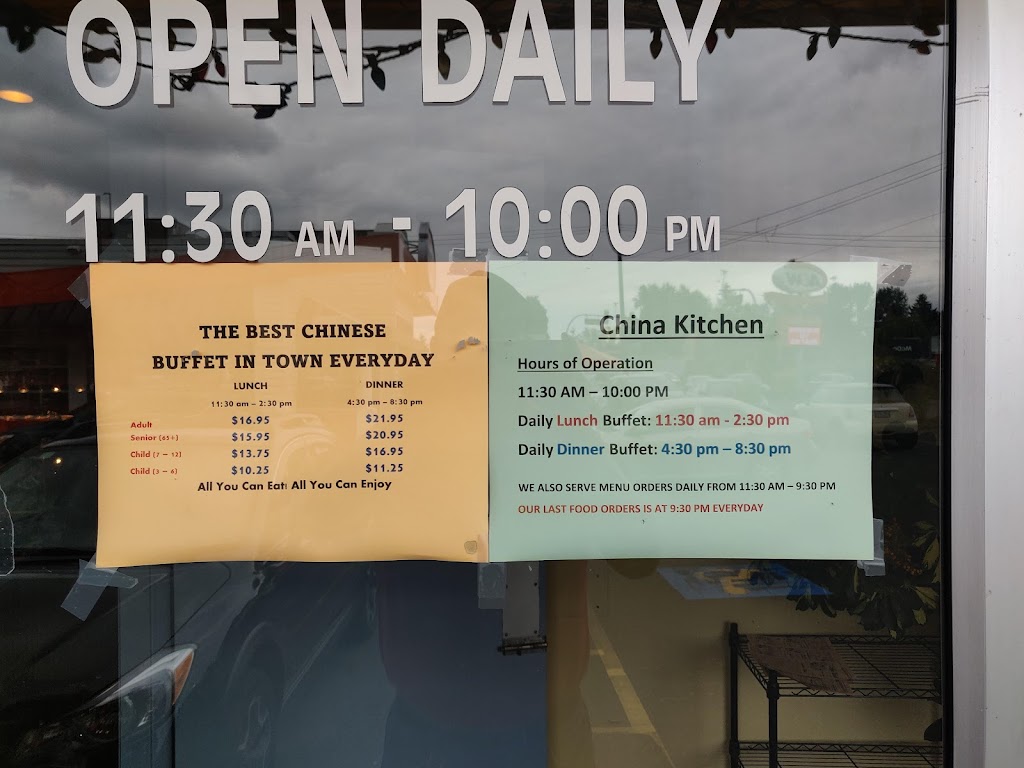 OPEN DAILY
11:30 AM - 10:00 PM
THE BEST CHINESE
BUFFET IN TOWN EVERYDAY
LUNCH DINNER
11:30 am – 2:30 pm 4:30 pm – 8:30 pm
Adult $16.95 $21.95
Senior (65+) $15.95 $20.95
Child (7 – 12) $13.75 $16.95
Child (3 – 6) $10.25 $11.25
All You Can Eat! All You Can Enjoy
China Kitchen
Hours of Operation
11:30 AM – 10:00 PM
Daily Lunch Buffet: 11:30 am - 2:30 pm
Daily Dinner Buffet: 4:30 pm – 8:30 pm
WE ALSO SERVE MENU ORDERS DAILY FROM 11:30 AM – 9:30 PM
OUR LAST FOOD ORDERS IS AT 9:30 PM EVERYDAY